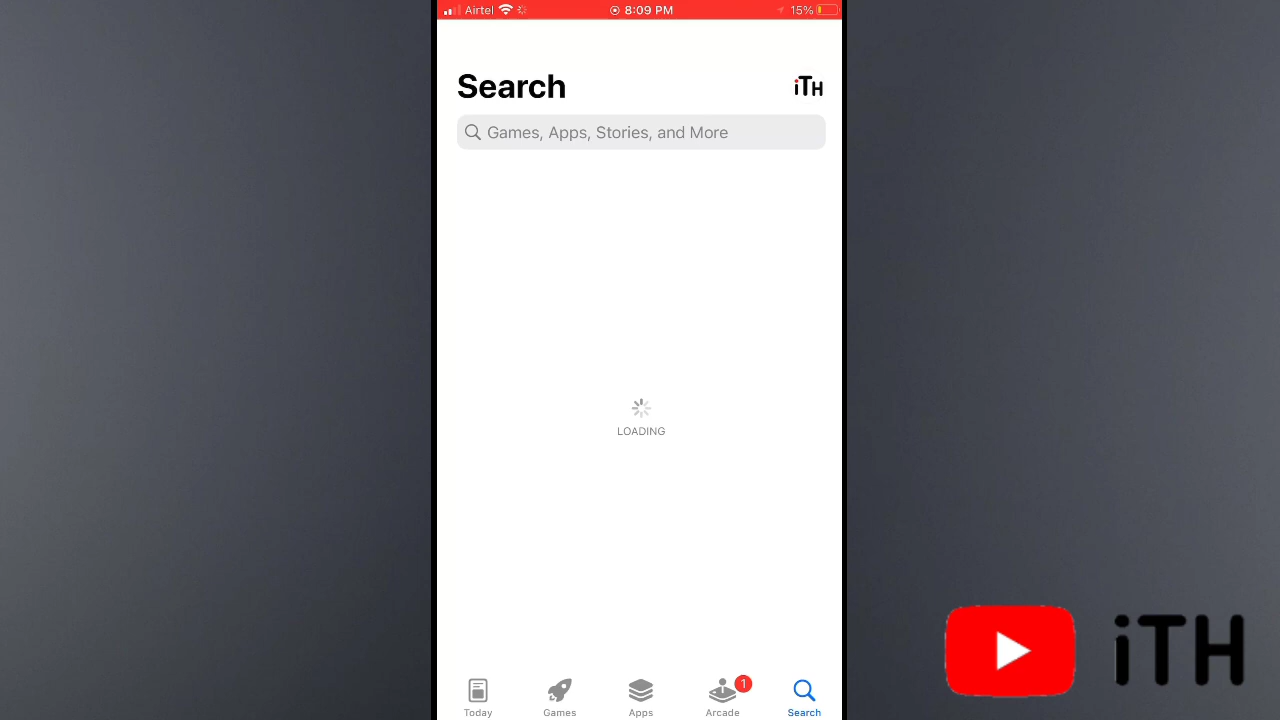 Airtel 8:09 PM 15%
Search iTH
Games, Apps, Stories, and More
LOADING
1
Today Games Apps Arcade Search
iTH